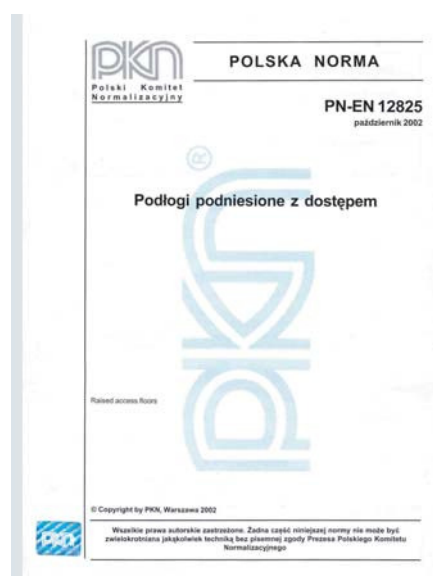 PKN
POLSKA NORMA
Polski Komitet
Normalizacyjny
PN-EN 12825
październik 2002
®
Podłogi podniesione z dostępem
PKN
Raised access floors
© Copyright by PKN, Warszawa 2002
Wszelkie prawa autorskie zastrzeżone. Żadna część niniejszej normy nie może być
zwielokrotniana jakąkolwiek techniką bez pisemnej zgody Prezesa Polskiego Komitetu
Normalizacyjnego
PKN